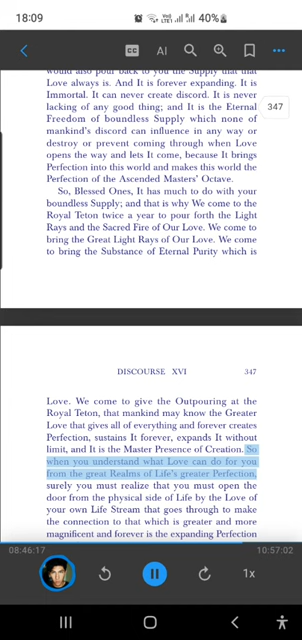 18:09
40%
CC AI
would also pour back to you the Supply that that
Love always is. And it is forever expanding. It is
Immortal. It can never create discord. It is never
lacking of any good thing; and It is the Eternal
Freedom of boundless Supply which none of
mankind's discord can influence in any way or
destroy or prevent coming through when Love
opens the way and lets It come, because It brings
Perfection into this world and makes this world the
Perfection of the Ascended Masters' Octave.
347
So, Blessed Ones, It has much to do with your
boundless Supply; and that is why We come to the
Royal Teton twice a year to pour forth the Light
Rays and the Sacred Fire of Our Love. We come to
bring the Great Light Rays of Our Love. We come
to bring the Substance of Eternal Purity which is
DISCOURSE XVI 347
Love. We come to give the Outpouring at the
Royal Teton, that mankind may know the Greater
Love that gives all of everything and forever creates
Perfection, sustains It forever, expands It without
limit, and It is the Master Presence of Creation. So
when you understand what Love can do for you
from the great Realms of Life's greater Perfection,
surely you must realize that you must open the
door from the physical side of Life by the Love of
your own Life Stream that goes through to make
the connection to that which is greater and more
magnificent and forever is the expanding Perfection
08:46:17 10:57:02
1x